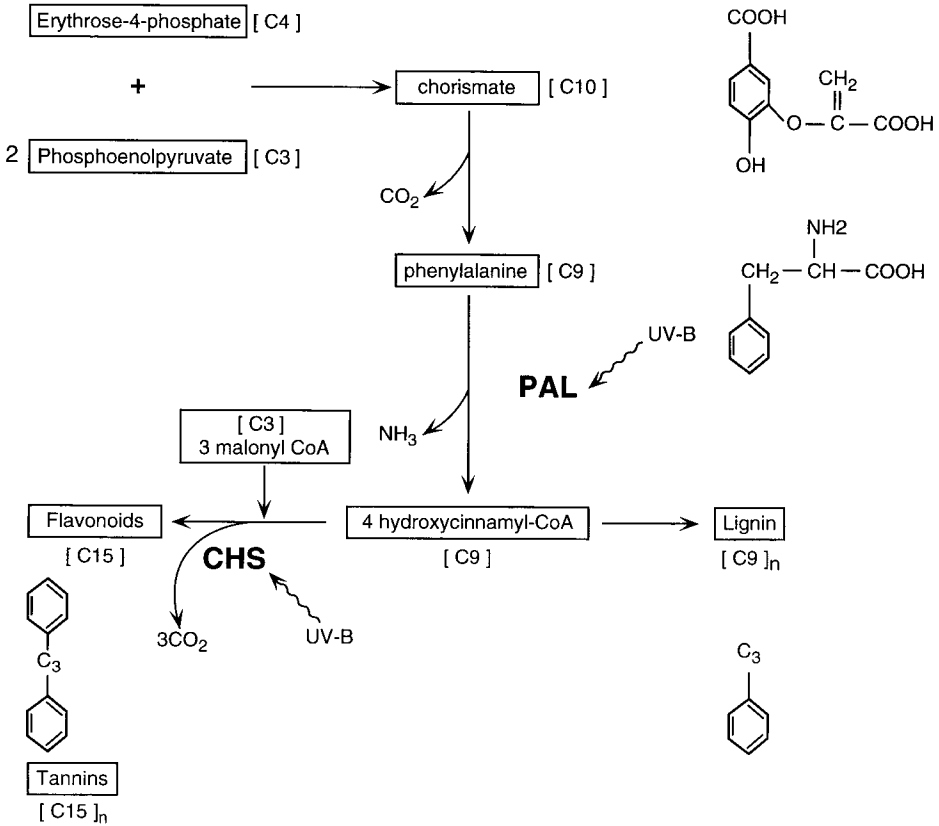 Erythrose-4-phosphate [ C4 ]
+
2 Phosphoenolpyruvate [ C3 ]
chorismate [ C10 ]
COOH
CH2
O — C — COOH
OH
CO2
phenylalanine [ C9 ]
NH2
CH2 — CH — COOH
UV-B
PAL
NH3
[ C3 ]
3 malonyl CoA
Flavonoids
[ C15 ]
4 hydroxycinnamyl-CoA
[ C9 ]
Lignin
[ C9 ]n
CHS
UV-B
3CO2
C3
C3
Tannins
[ C15 ]n